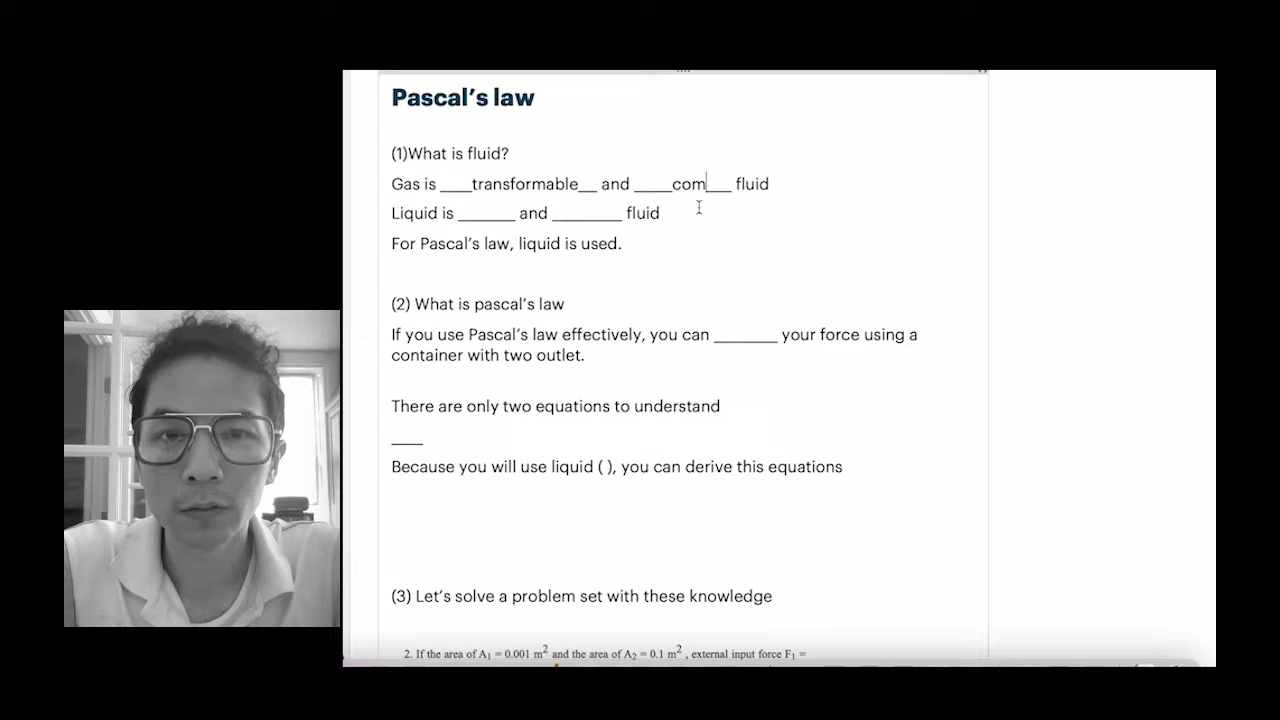 Pascal's law
(1)What is fluid?
Gas is ____transformable__ and _____com___ fluid
Liquid is _______ and _________ fluid
For Pascal's law, liquid is used.
(2) What is pascal's law
If you use Pascal's law effectively, you can ________ your force using a
container with two outlet.
There are only two equations to understand
____
Because you will use liquid ( ), you can derive this equations
(3) Let's solve a problem set with these knowledge
2. If the area of A₁ = 0.001 m² and the area of A₂ = 0.1 m² , external input force F₁ =